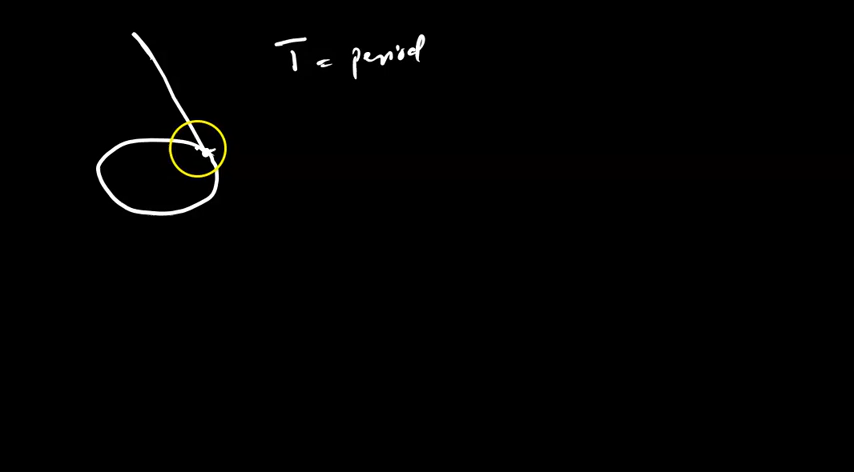 T = period